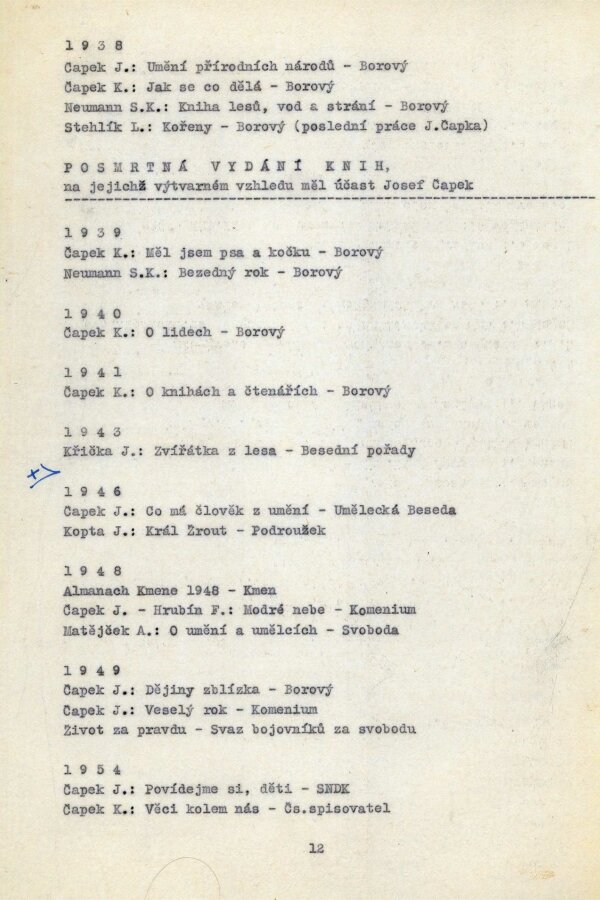 1 9 3 8
Čapek J.: Umění přírodních národů - Borový
Čapek K.: Jak se co dělá - Borový
Neumann S.K.: Kniha lesů, vod a strání - Borový
Stehlík L.: Kořeny - Borový (poslední práce J.Čapka)
P O S M R T N Á  V Y D Á N Í  K N I H,
na jejichž výtvarném vzhledu měl účast Josef Čapek
1 9 3 9
Čapek K.: Měl jsem psa a kočku - Borový
Neumann S.K.: Bezedný rok - Borový
1 9 4 0
Čapek K.: O lidech - Borový
1 9 4 1
Čapek K.: O knihách a čtenářích - Borový
1 9 4 3
Křička J.: Zvířátka z lesa - Besední pořady
+>
1 9 4 6
Čapek J.: Co má člověk z umění - Umělecká Beseda
Kopta J.: Král Žrout - Podroužek
1 9 4 8
Almanach Kmene 1948 - Kmen
Čapek J. - Hrubín F.: Modré nebe - Komenium
Matějček A.: O umění a umělcích - Svoboda
1 9 4 9
Čapek J.: Dějiny zblízka - Borový
Čapek J.: Veselý rok - Komenium
Život za pravdu - Svaz bojovníků za svobodu
1 9 5 4
Čapek J.: Povídejme si, děti - SNDK
Čapek K.: Věci kolem nás - Čs.spisovatel
12